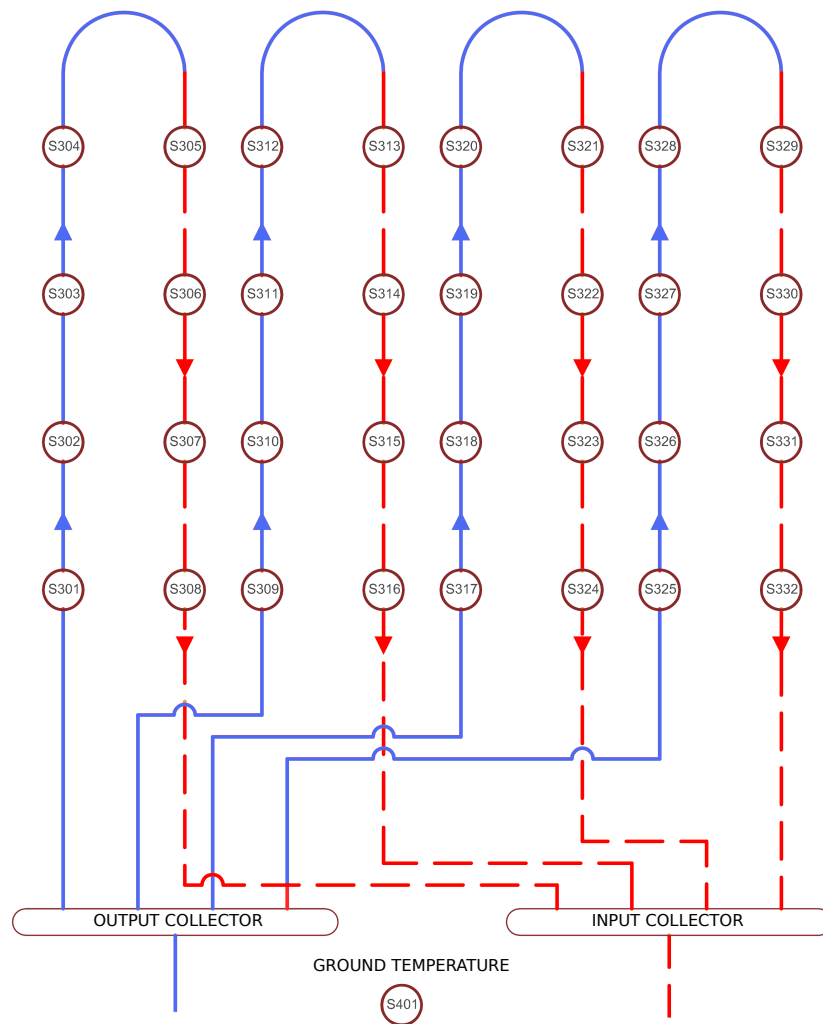 S304 S305 S312 S313 S320 S321 S328 S329
S303 S306 S311 S314 S319 S322 S327 S330
S302 S307 S310 S315 S318 S323 S326 S331
S301 S308 S309 S316 S317 S324 S325 S332
OUTPUT COLLECTOR INPUT COLLECTOR
GROUND TEMPERATURE
S401